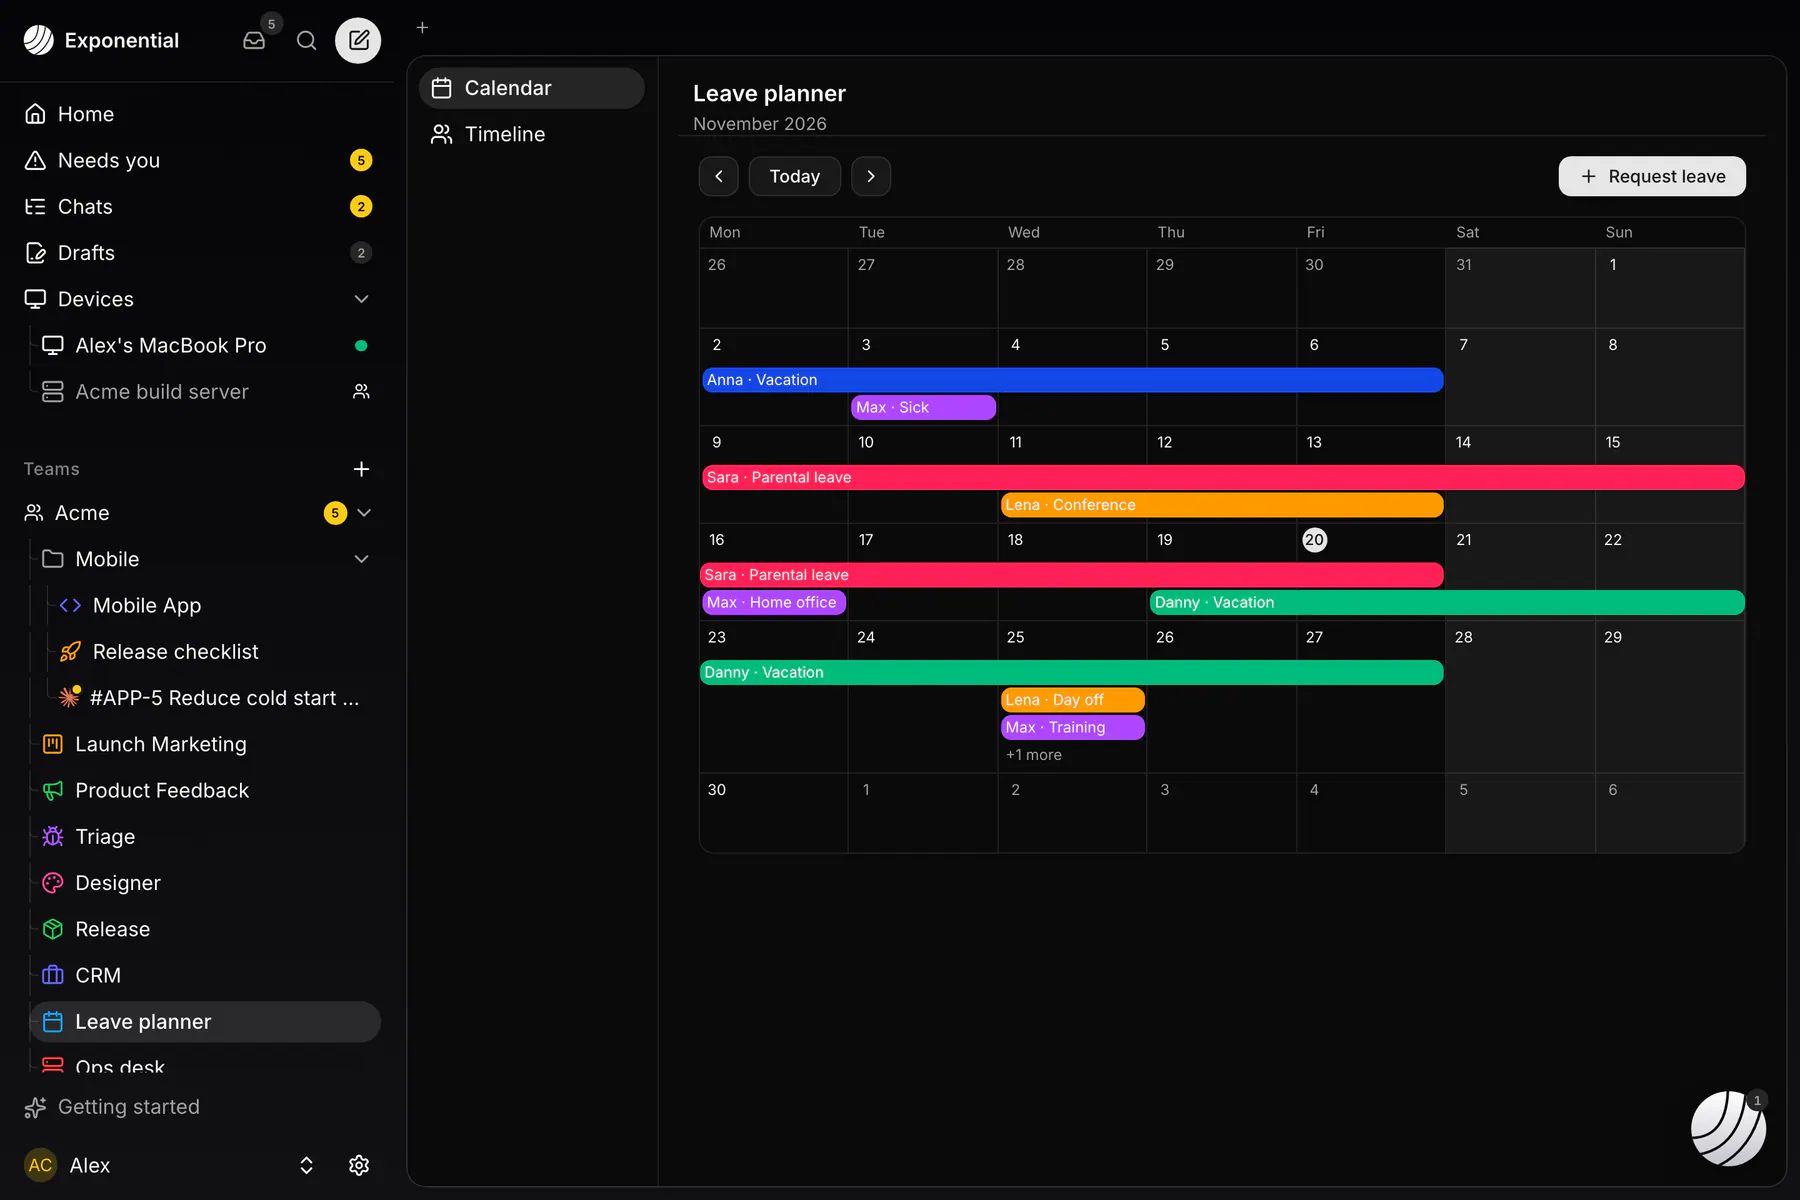 Exponential
5
Home
Needs you
5
Chats
2
Drafts
2
Devices
Alex's MacBook Pro
Acme build server
Teams
Acme
5
Mobile
Mobile App
Release checklist
#APP-5 Reduce cold start ...
Launch Marketing
Product Feedback
Triage
Designer
Release
CRM
Leave planner
Ops desk
Getting started
AC
Alex
Calendar
Timeline
Leave planner
November 2026
Today
Request leave
Mon Tue Wed Thu Fri Sat Sun
26 27 28 29 30 31 1
2 3 4 5 6 7 8
Anna · Vacation
Max · Sick
9 10 11 12 13 14 15
Sara · Parental leave
Lena · Conference
16 17 18 19 20 21 22
Sara · Parental leave
Max · Home office Danny · Vacation
23 24 25 26 27 28 29
Danny · Vacation
Lena · Day off
Max · Training
+1 more
30 1 2 3 4 5 6
1